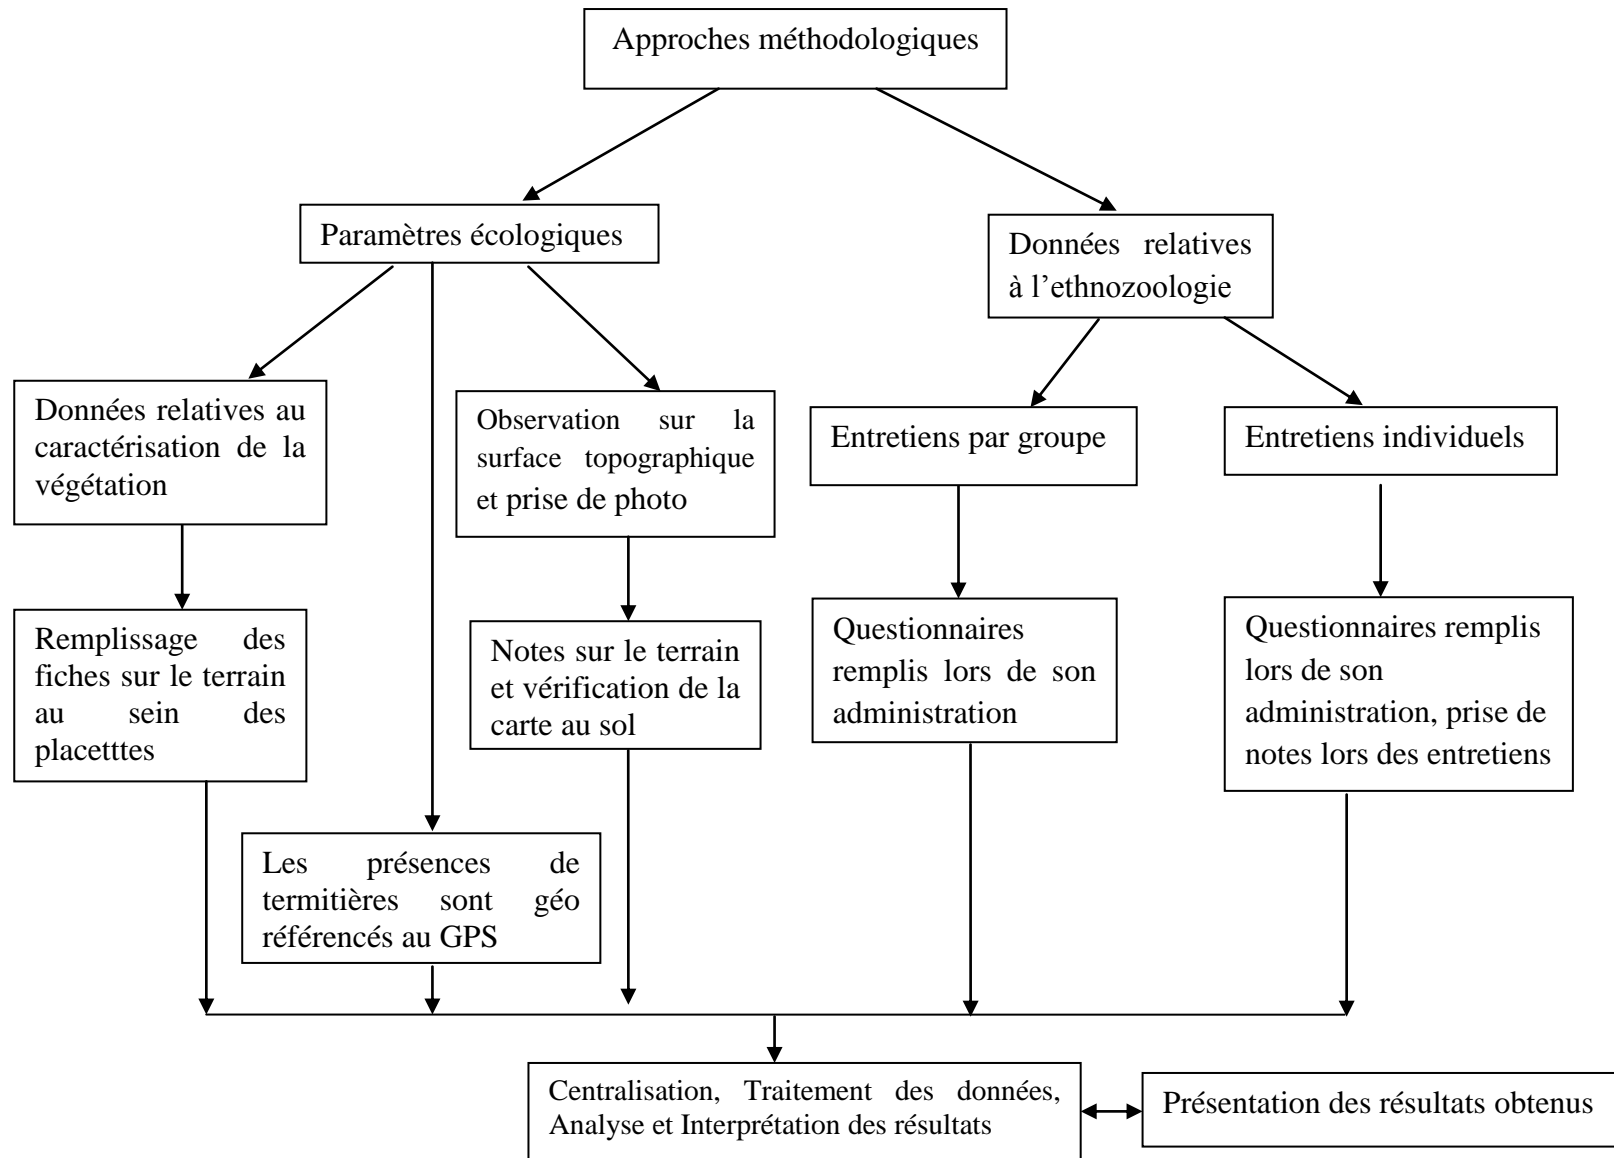 Approches méthodologiques
Paramètres écologiques
Données relatives
à l’ethnozoologie
Données relatives au
caractérisation de la
végétation
Observation sur la
surface topographique
et prise de photo
Entretiens par groupe
Entretiens individuels
Remplissage des
fiches sur le terrain
au sein des
placetttes
Notes sur le terrain
et vérification de la
carte au sol
Questionnaires
remplis lors de son
administration
Questionnaires remplis
lors de son
administration, prise de
notes lors des entretiens
Les présences de
termitières sont géo
référencés au GPS
Centralisation, Traitement des données,
Analyse et Interprétation des résultats
Présentation des résultats obtenus